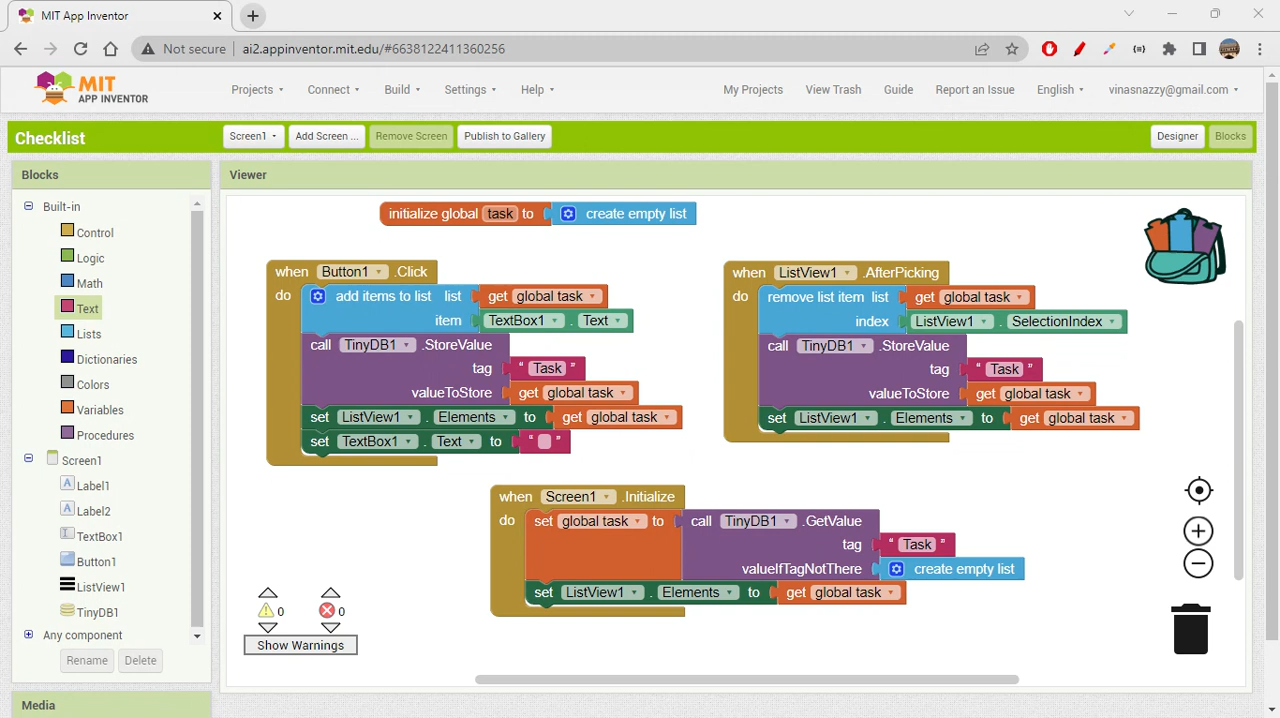 MIT App Inventor
Not secure
ai2.appinventor.mit.edu/#6638122411360256
MIT
APP INVENTOR
Projects
Connect
Build
Settings
Help
My Projects
View Trash
Guide
Report an Issue
English
vinasnazzy@gmail.com
Checklist
Screen1
Add Screen ...
Remove Screen
Publish to Gallery
Designer
Blocks
Blocks
Built-in
Control
Logic
Math
Text
Lists
Dictionaries
Colors
Variables
Procedures
Screen1
Label1
Label2
TextBox1
Button1
ListView1
TinyDB1
Any component
Rename
Delete
Media
Viewer
initialize global task to create empty list
when Button1 .Click
do add items to list list get global task
item TextBox1 . Text
call TinyDB1 .StoreValue
tag " Task "
valueToStore get global task
set ListView1 . Elements to get global task
set TextBox1 . Text to " "
when ListView1 .AfterPicking
do remove list item list get global task
index ListView1 . SelectionIndex
call TinyDB1 .StoreValue
tag " Task "
valueToStore get global task
set ListView1 . Elements to get global task
when Screen1 .Initialize
do set global task to call TinyDB1 .GetValue
tag " Task "
valueIfTagNotThere create empty list
set ListView1 . Elements to get global task
0
0
Show Warnings